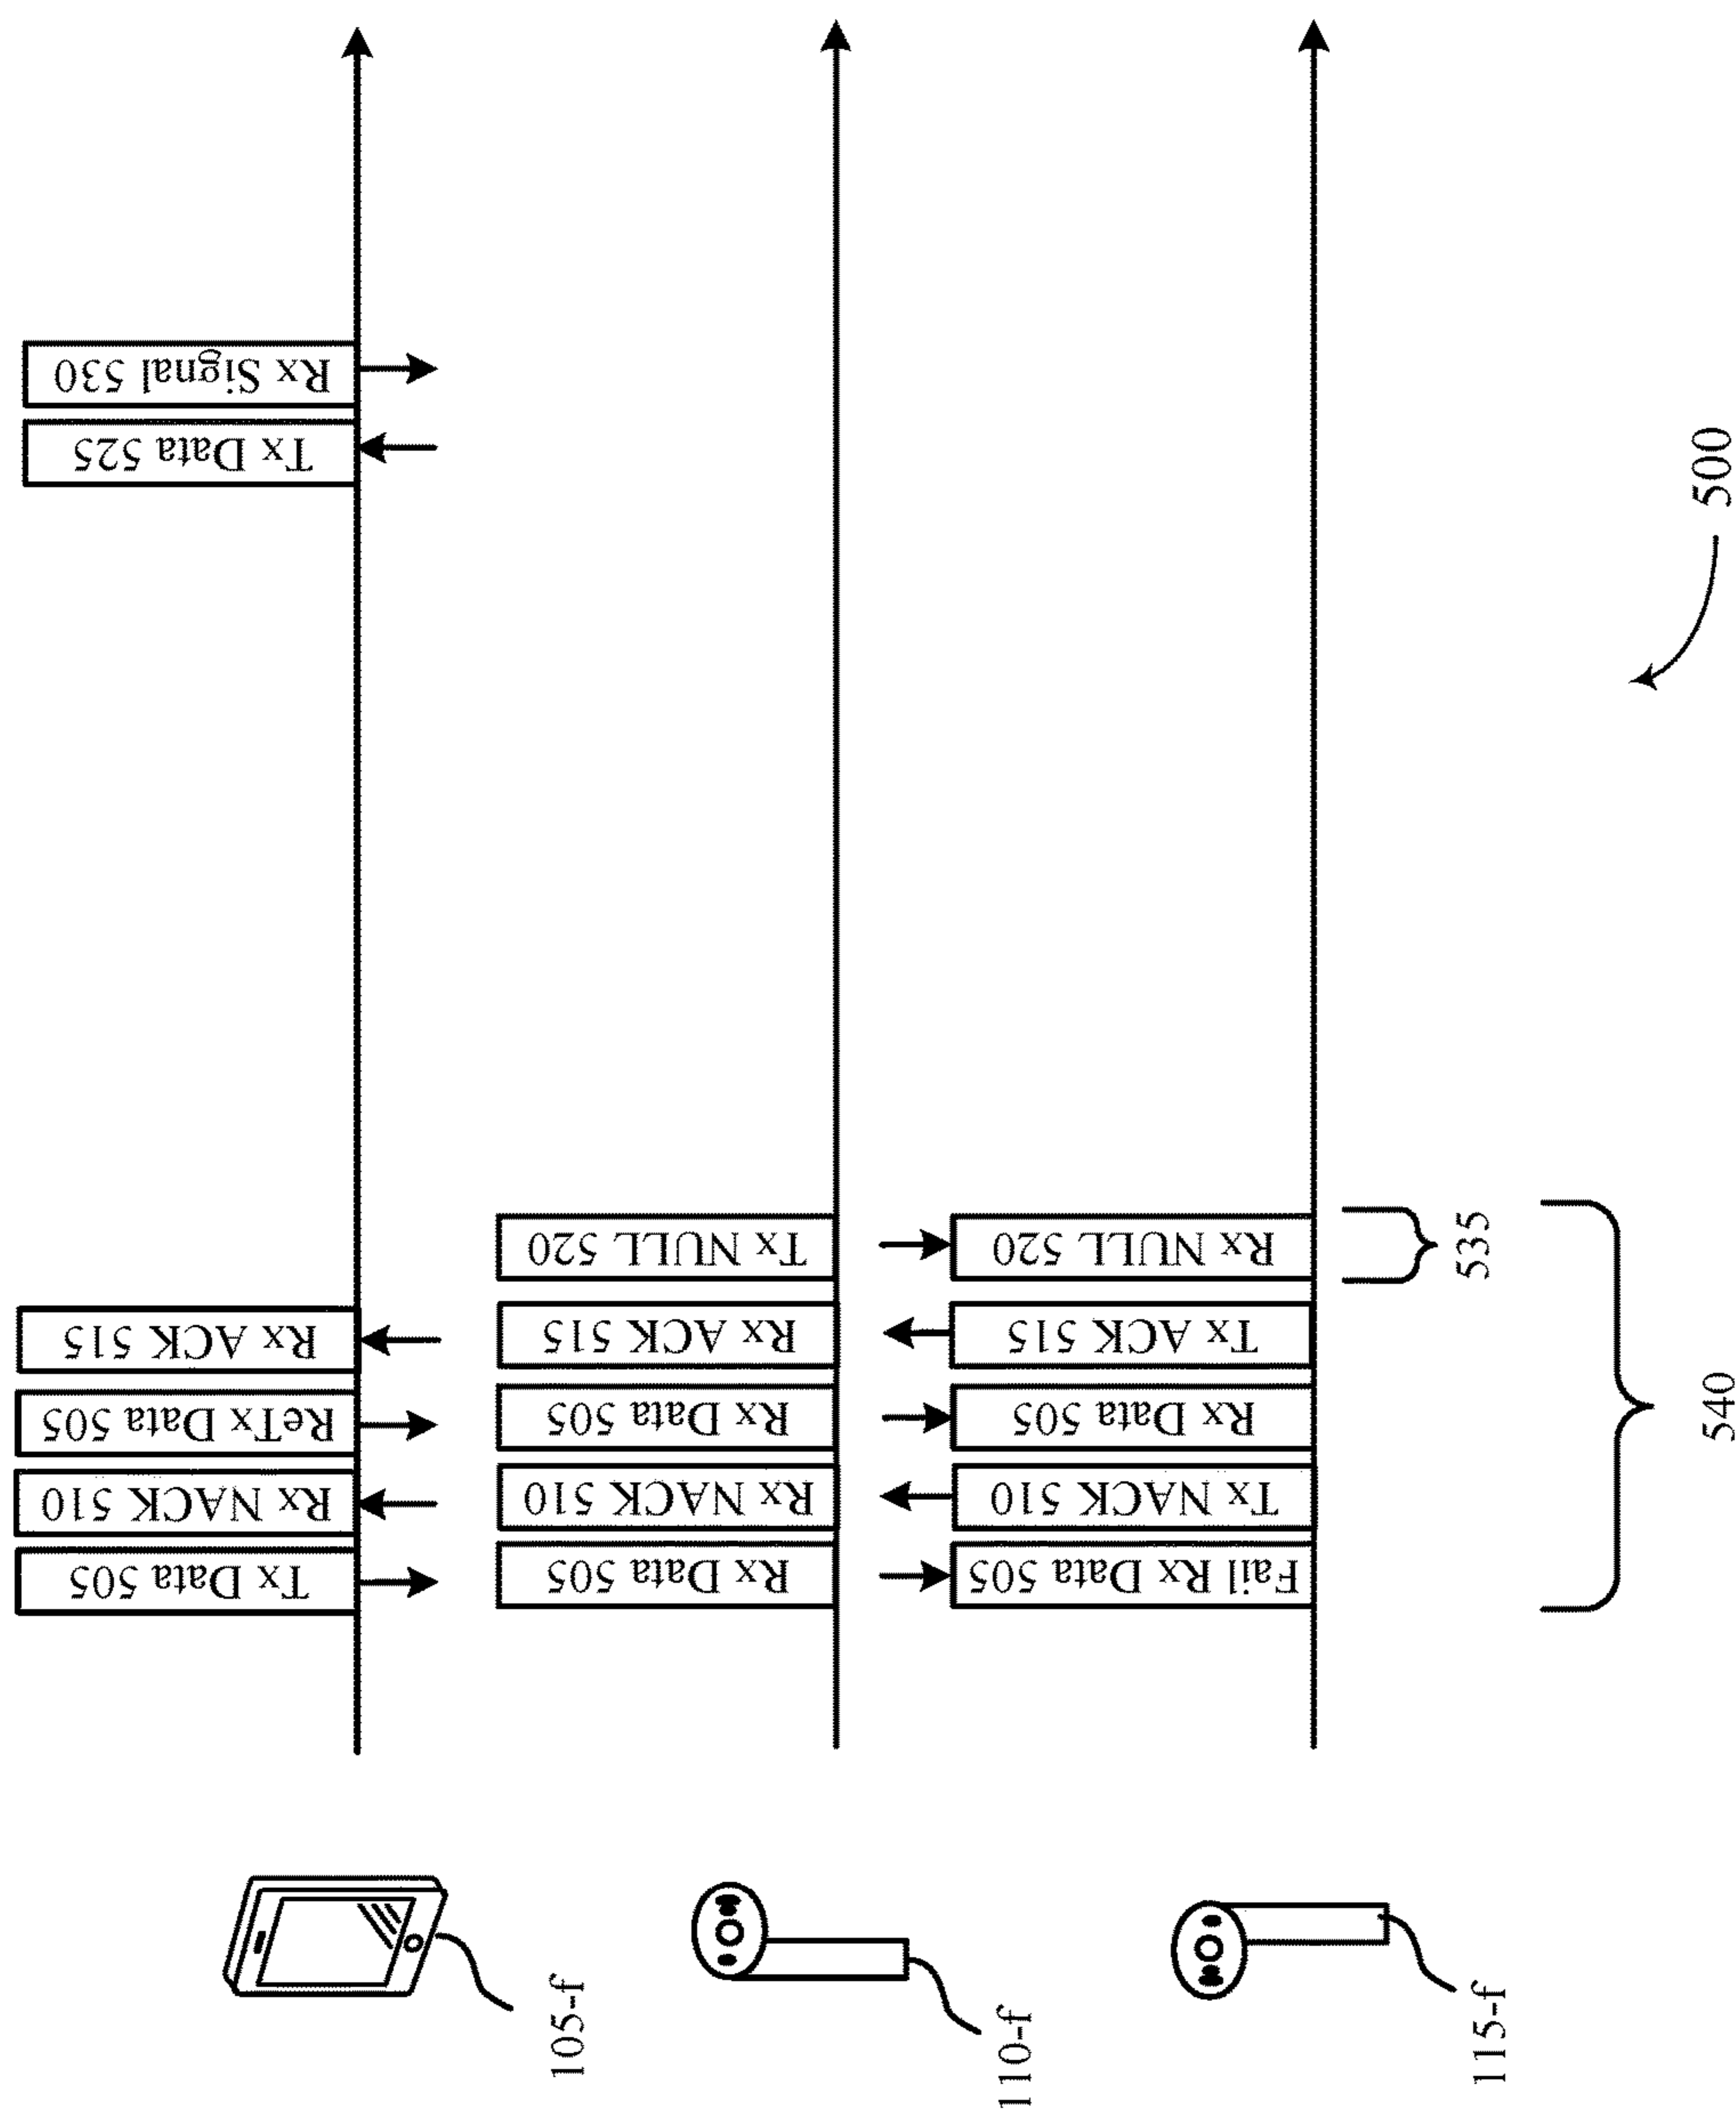 Tx Data 505
Rx NACK 510
ReTx Data 505
Rx ACK 515
Tx Data 525
Rx Signal 530
105-f
Rx Data 505
Rx NACK 510
Rx Data 505
Rx ACK 515
Tx NULL 520
110-f
Fail Rx Data 505
Tx NACK 510
Rx Data 505
Tx ACK 515
Rx NULL 520
115-f
535
540
500